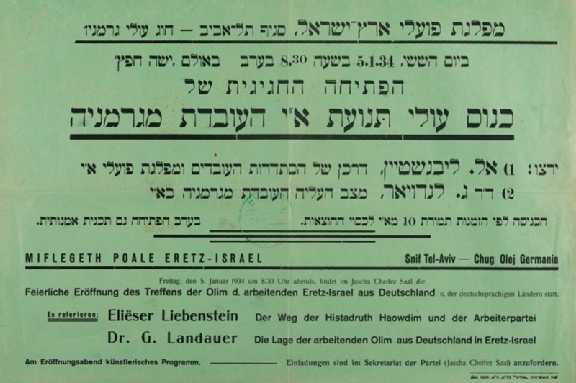 מפלגת פועלי ארץ־ישראל, סניף תל־אביב — חוג עולי גרמניה
ביום הששי, 5.1.34 בשעה 8.30 בערב באולם ישה חפץ
הפתיחה החגיגית של
כנוס עולי תנועת א״י העובדת מגרמניה
ירצו: 1) אל. ליבנשטיין, דרכן של הסתדרות העובדים ומפלגת פועלי א״י
2) דר ג. לנדויאר, מצב העליה העובדת מגרמניה בא״י
הכניסה לפי הזמנות תמורת 10 מא״י לכסוי ההוצאות. בערב הפתיחה גם תכנית אמנותית.
MIFLEGETH POALE ERETZ-ISRAEL Snif Tel-Aviv — Chug Olej Germania
Freitag, den 5. Januar 1934 um 8.30 Uhr abends, findet im Jascha Cheifez Saal die
Feierliche Eröffnung des Treffens der Olim d. arbeitenden Eretz-Israel aus Deutschland u. der deutschsprachigen Ländern statt.
Es referieren: Eliëser Liebenstein Der Weg der Histadruth Haowdim und der Arbeiterpartei
Dr. G. Landauer Die Lage der arbeitenden Olim aus Deutschland in Eretz-Israel
Am Eröffnungsabend künstlerisches Programm. Einladungen sind im Sekretariat der Partei (Jascha Cheifez Saal) anzufordern.